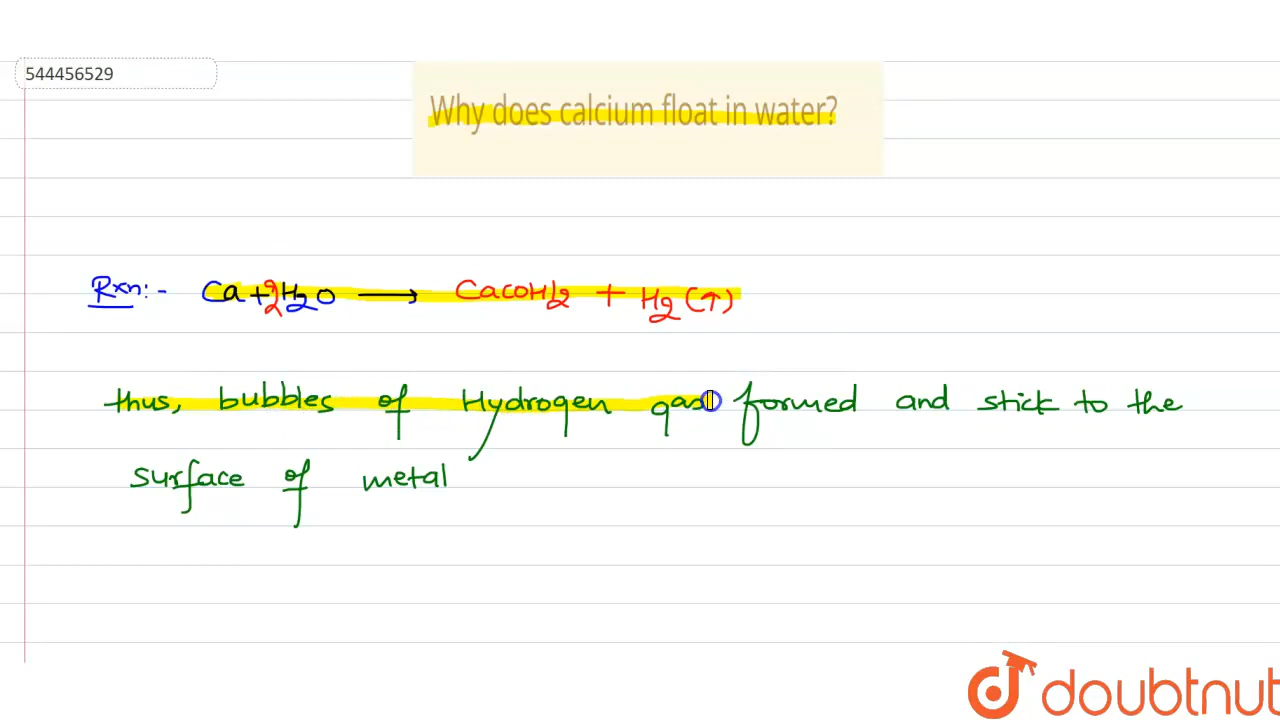 544456529
Why does calcium float in water?
Rxn:- Ca + 2H2O → Ca(OH)2 + H2 (↑)
thus, bubbles of Hydrogen gas formed and stick to the
surface of metal
doubtnut